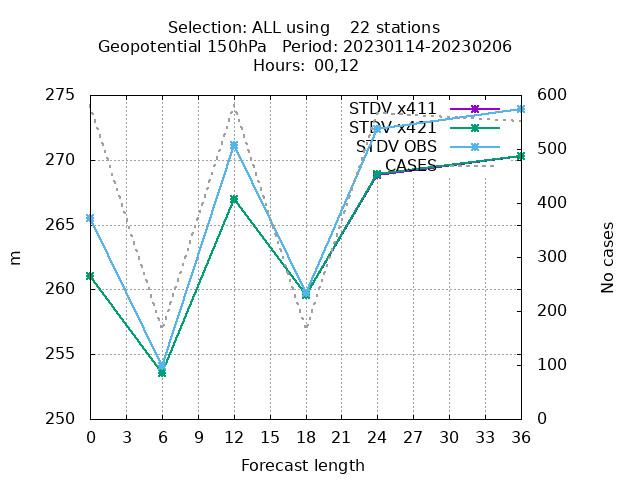 Selection: ALL using    22 stations
Geopotential 150hPa   Period: 20230114-20230206
Hours:  00,12
275
270
265
260
255
250
m
600
500
400
300
200
100
0
No cases
STDV x411
STDV x421
STDV OBS
CASES
0 3 6 9 12 15 18 21 24 27 30 33 36
Forecast length